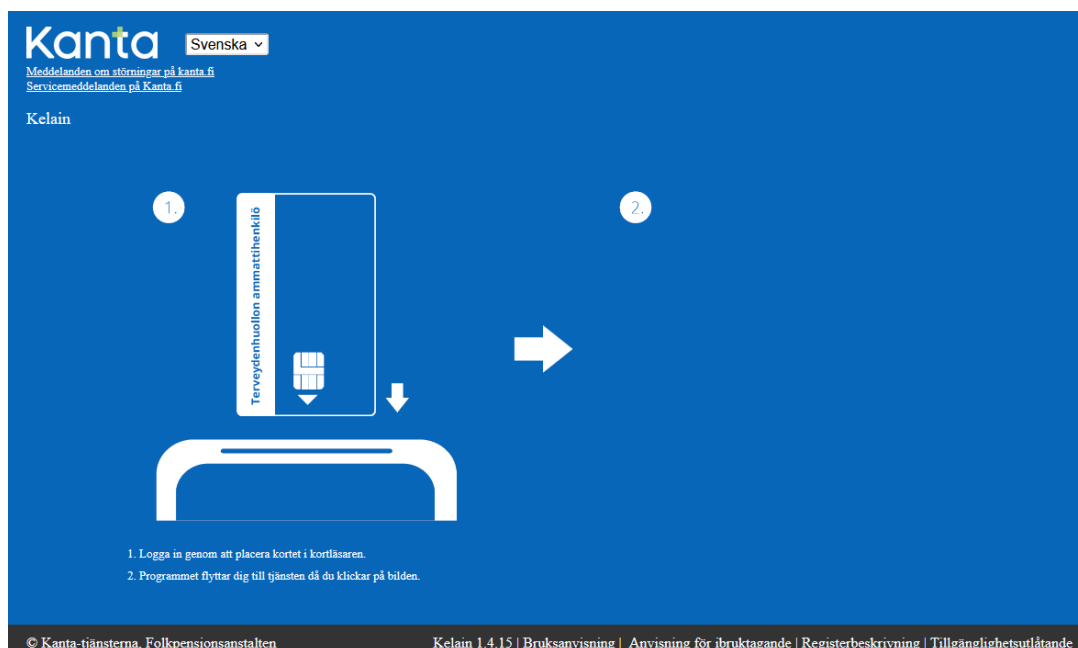 Kanta
Svenska
Meddelanden om störningar på kanta.fi
Servicemeddelanden på Kanta.fi
Kelain
1.
Terveydenhuollon ammattihenkilö
2.
1. Logga in genom att placera kortet i kortläsaren.
2. Programmet flyttar dig till tjänsten då du klickar på bilden.
© Kanta-tjänsterna, Folkpensionsanstalten
Kelain 1.4.15 | Bruksanvisning | Anvisning för ibruktagande | Registerbeskrivning | Tillgänglighetsutlåtande